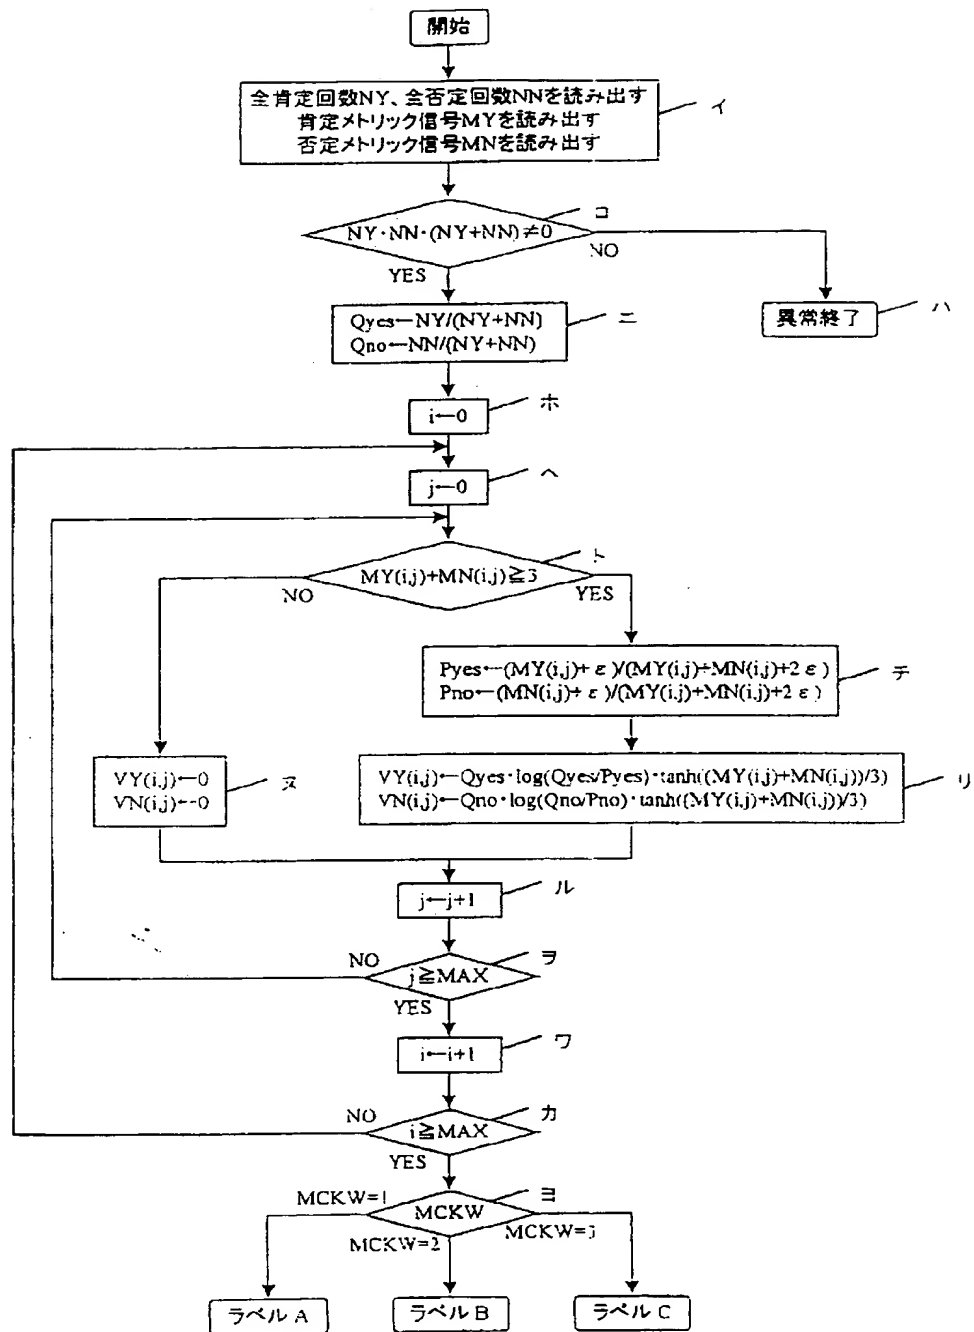 開始
全肯定回数NY、全否定回数NNを読み出す
肯定メトリック信号MYを読み出す
否定メトリック信号MNを読み出す
イ
NY・NN・(NY+NN)≠0
コ
NO
YES
Qyes←NY/(NY+NN)
Qno←NN/(NY+NN)
ニ
異常終了
ハ
i←0
ホ
j←0
ヘ
MY(i,j)+MN(i,j)≧3
ト
NO
YES
Pyes←(MY(i,j)+ε)/(MY(i,j)+MN(i,j)+2ε)
Pno←(MN(i,j)+ε)/(MY(i,j)+MN(i,j)+2ε)
チ
VY(i,j)←0
VN(i,j)←0
ヌ
VY(i,j)←Qyes・log(Qyes/Pyes)・tanh((MY(i,j)+MN(i,j))/3)
VN(i,j)←Qno・log(Qno/Pno)・tanh((MY(i,j)+MN(i,j))/3)
リ
j←j+1
ル
NO
j≧MAX
ヲ
YES
i←i+1
ワ
NO
i≧MAX
カ
YES
MCKW=1
MCKW
ヨ
MCKW=2
MCKW=3
ラベル A
ラベル B
ラベル C